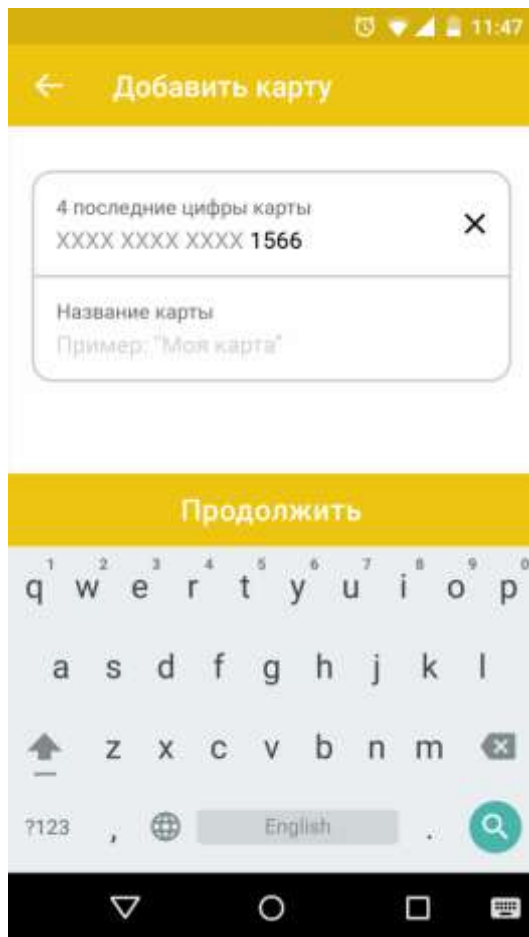 11:47
Добавить карту
4 последние цифры карты
XXXX XXXX XXXX 1566
Название карты
Пример: "Моя карта"
Продолжить
1 2 3 4 5 6 7 8 9 0
q w e r t y u i o p
a s d f g h j k l
z x c v b n m
?123 , English .